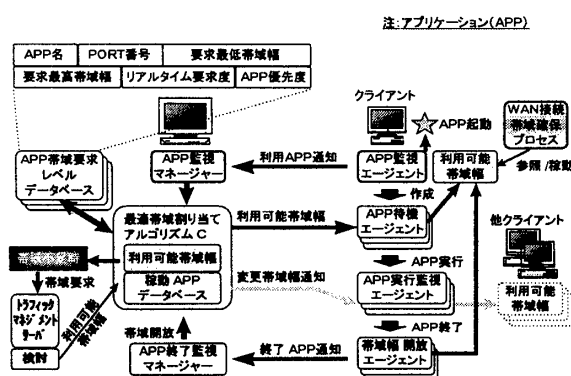 注:アプリケーション(APP)
APP名
PORT番号
要求最低帯域幅
要求最高帯域幅
リアルタイム要求度
APP優先度
クライアント
APP起動
WAN接続
帯域確保
プロセス
APP帯域要求
レベル
データベース
APP監視
マネージャー
利用APP通知
APP監視
エージェント
利用可能
帯域幅
参照/稼動
作成
最適帯域割り当て
アルゴリズム C
利用可能帯域幅
APP待機
エージェント
他クライアント
利用可能帯域幅
APP実行
帯域要求
稼動 APP
データベース
変更帯域幅通知
APP実行監視
エージェント
利用可能
帯域幅
トラフィック
マネジメント
サーバ
利用可能
帯域幅
帯域開放
APP終了
検討
APP終了監視
マネージャー
終了 APP通知
帯域幅 開放
エージェント